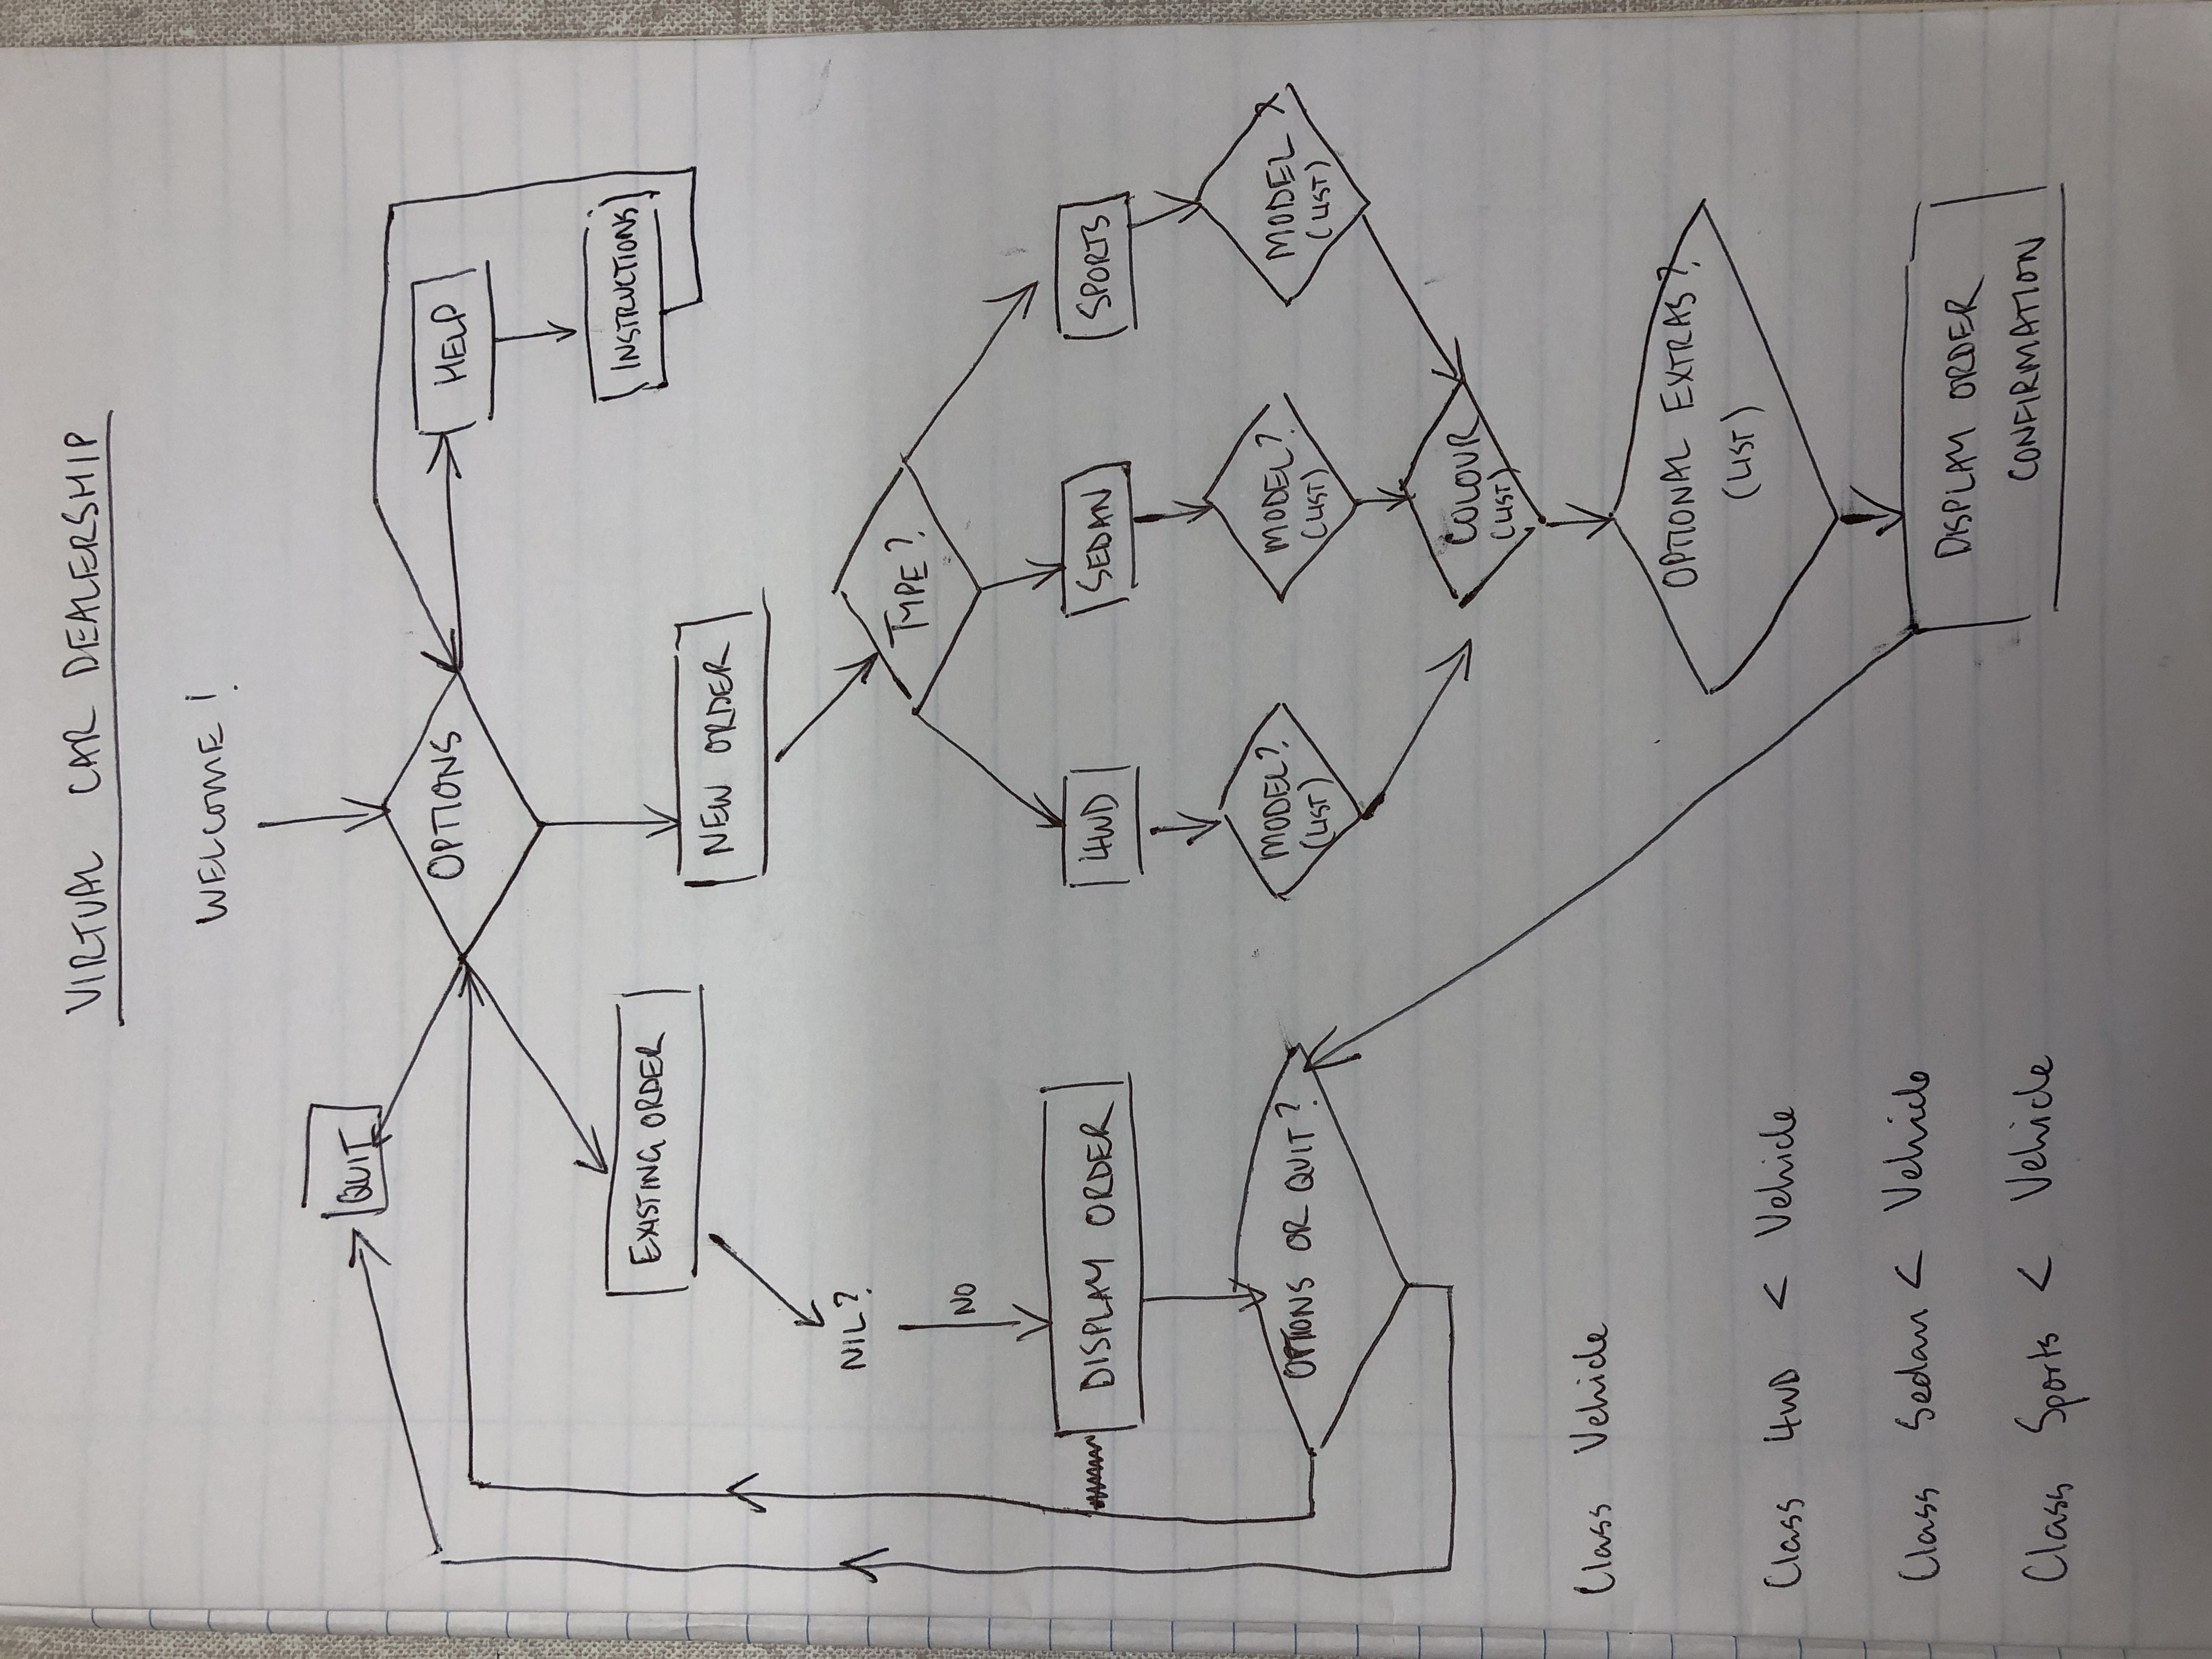 VIRTUAL CAR DEALERSHIP
WELCOME!
QUIT
OPTIONS
HELP
INSTRUCTIONS
EXISTING ORDER
NEW ORDER
NIL?
TYPE?
NO
DISPLAY ORDER
4WD
SEDAN
SPORTS
OPTIONS OR QUIT?
MODEL?
(LIST)
MODEL?
(LIST)
MODEL?
(LIST)
COLOUR
(LIST)
OPTIONAL EXTRAS?
(LIST)
DISPLAY ORDER
CONFIRMATION
Class Vehicle
Class 4WD < Vehicle
Class Sedan < Vehicle
Class Sports < Vehicle